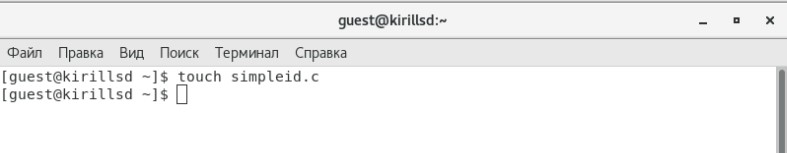 guest@kirillsd:~
Файл Правка Вид Поиск Терминал Справка
[guest@kirillsd ~]$ touch simpleid.c
[guest@kirillsd ~]$